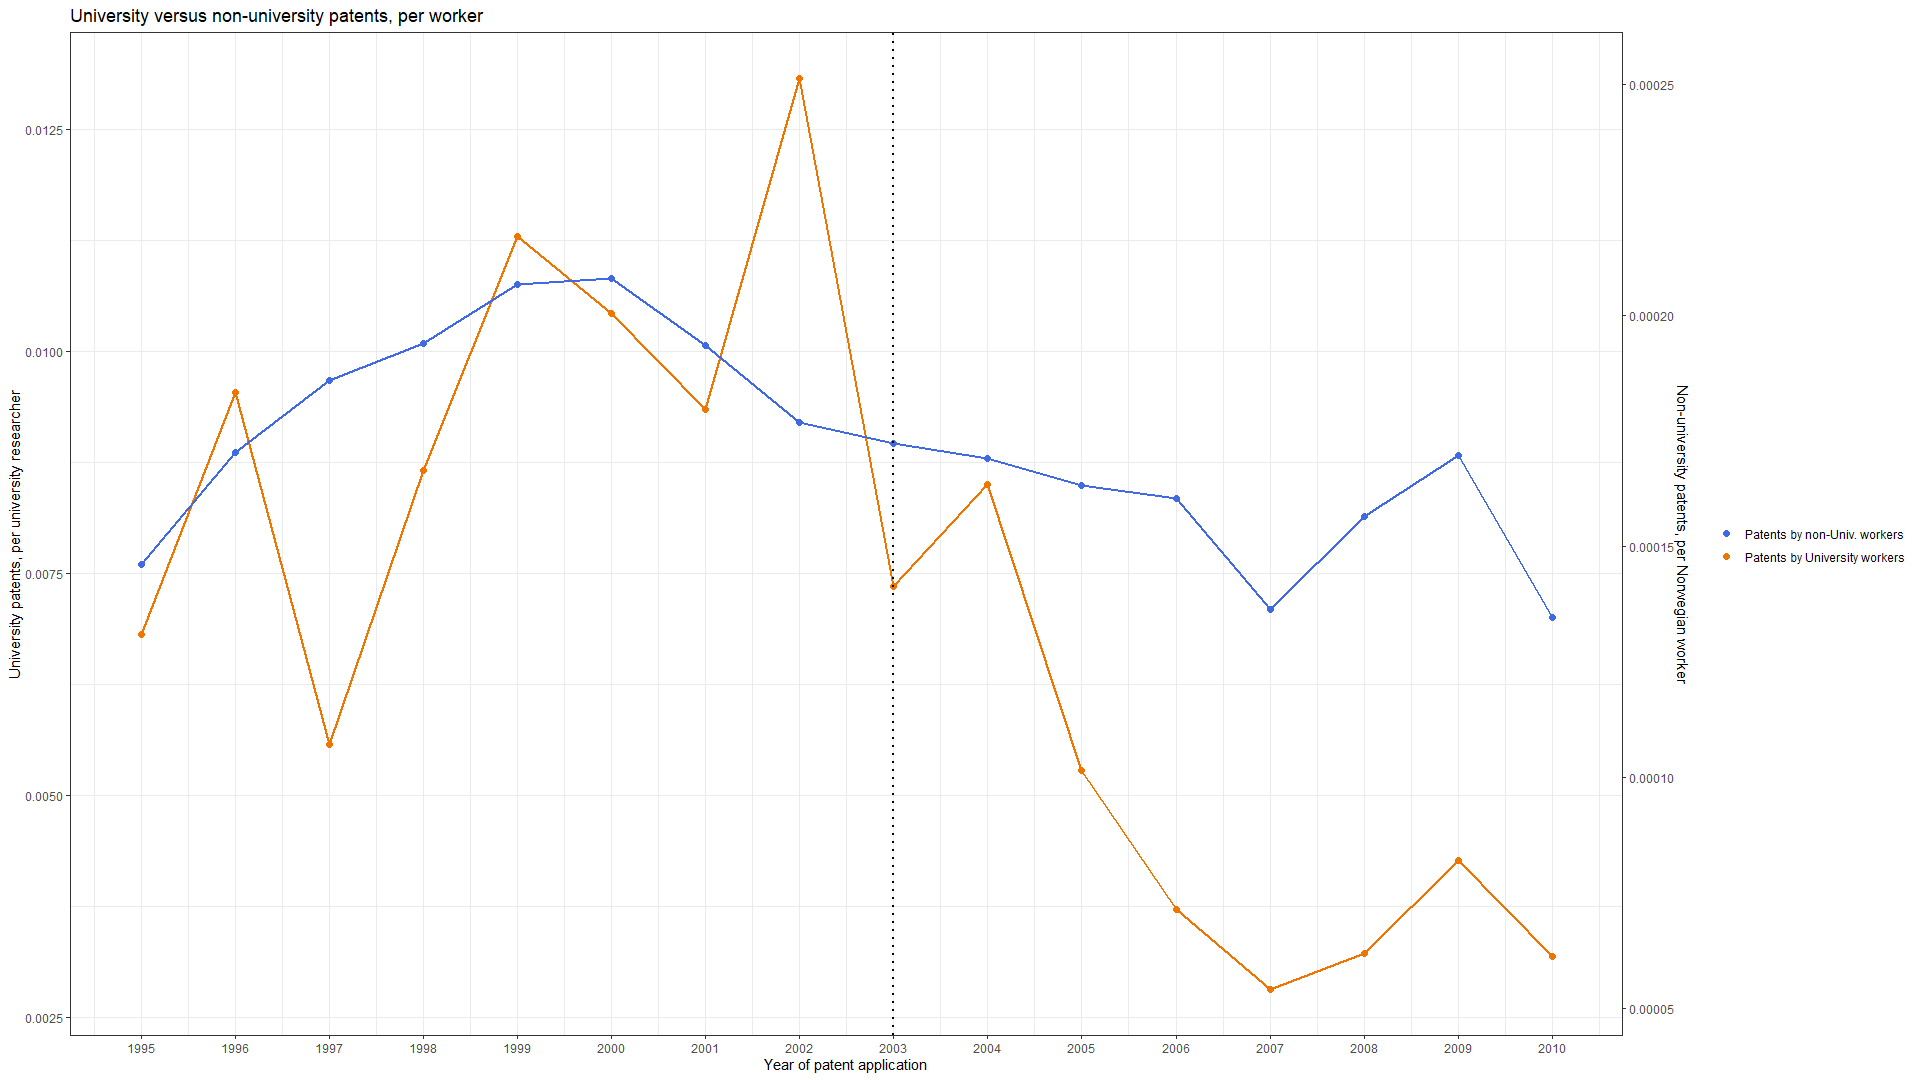 University versus non-university patents, per worker
University patents, per university researcher
0.0125
0.0100
0.0075
0.0050
0.0025
0.00025
0.00020
0.00015
0.00010
0.00005
Non-university patents, per Norwegian worker
Patents by non-Univ. workers
Patents by University workers
1995 1996 1997 1998 1999 2000 2001 2002 2003 2004 2005 2006 2007 2008 2009 2010
Year of patent application